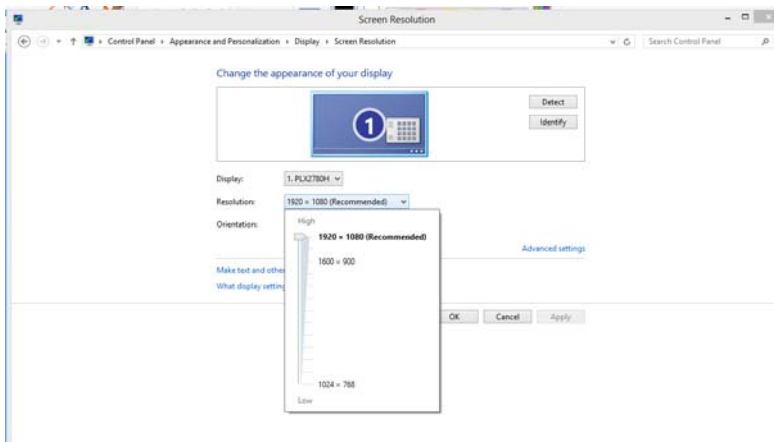 Screen Resolution
Control Panel Appearance and Personalization Display Screen Resolution
Search Control Panel
Change the appearance of your display
1
Detect
Identify
Display: 1. PLX2780H
Resolution: 1920 × 1080 (Recommended)
Orientation:
High
1920 × 1080 (Recommended)
1600 × 900
1024 × 768
Low
Advanced settings
Make text and othe
What display setting
OK Cancel Apply